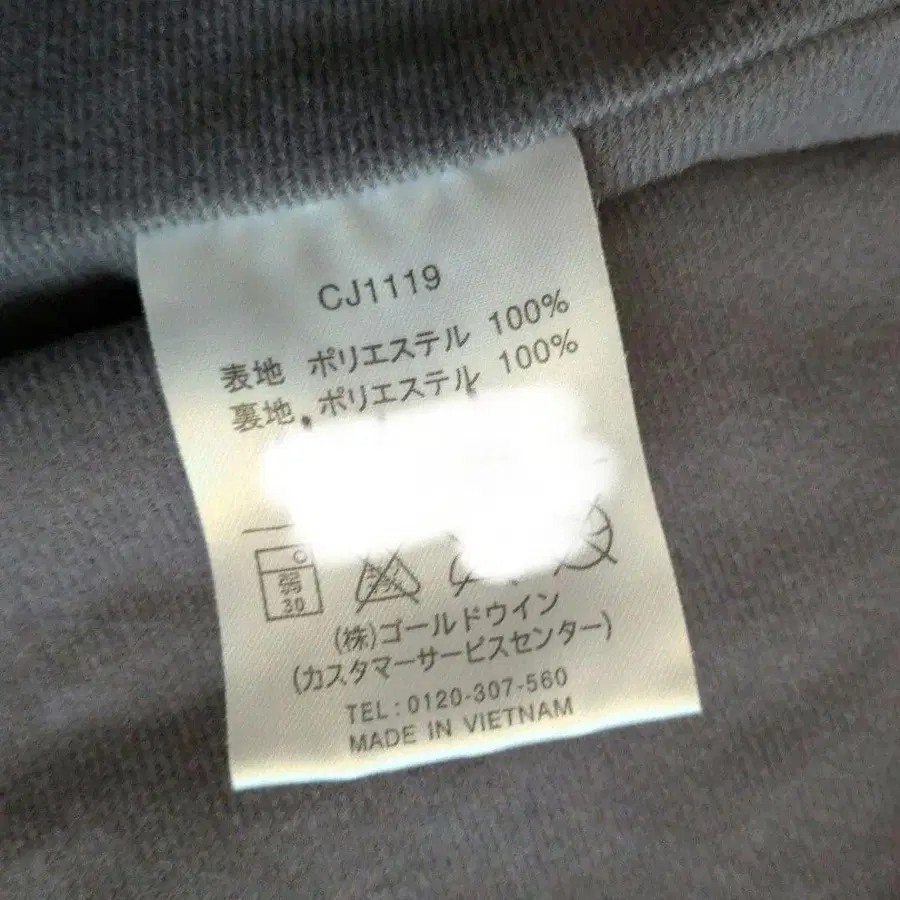 CJ1119
表地 ポリエステル 100%
裏地 ポリエステル 100%
弱
30
(株)ゴールドウイン
(カスタマーサービスセンター)
TEL:0120-307-560
MADE IN VIETNAM